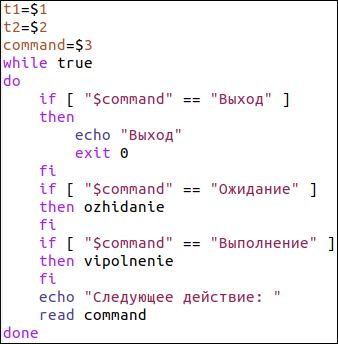 t1=$1
t2=$2
command=$3
while true
do
    if [ "$command" == "Выход" ]
    then
        echo "Выход"
        exit 0
    fi
    if [ "$command" == "Ожидание" ]
    then ozhidanie
    fi
    if [ "$command" == "Выполнение" ]
    then vipolnenie
    fi
    echo "Следующее действие: "
    read command
done